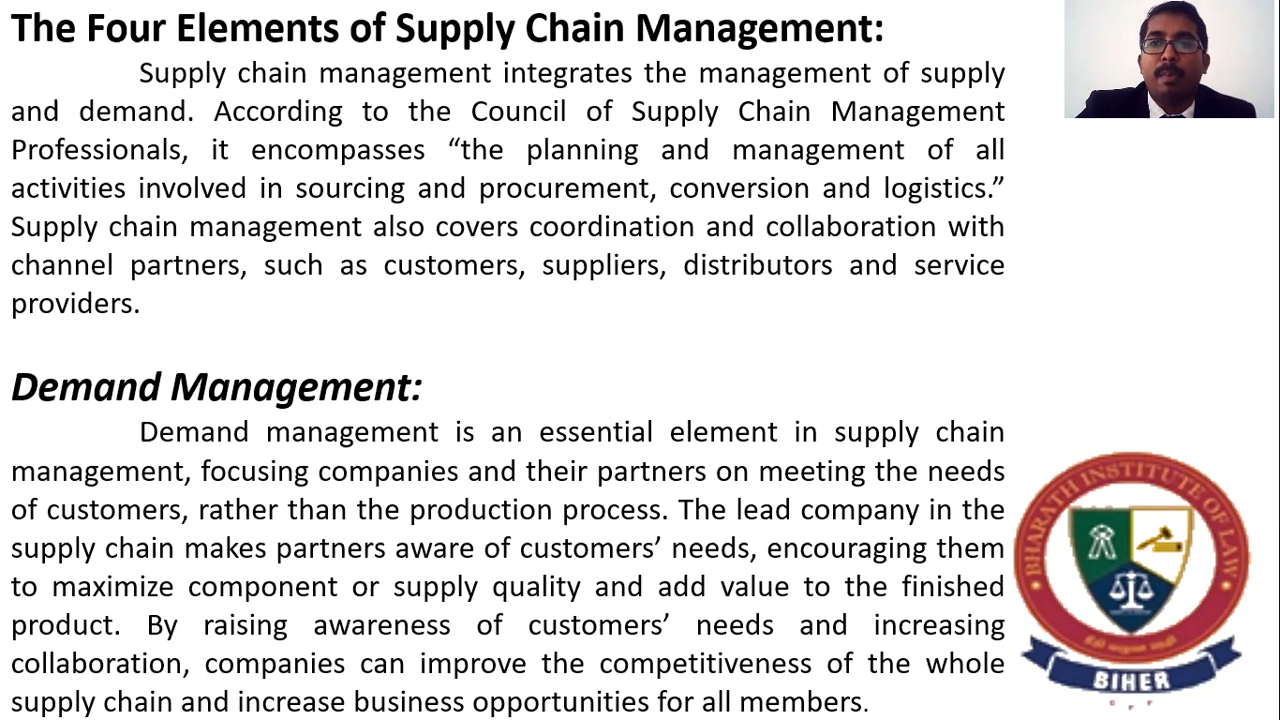 The Four Elements of Supply Chain Management:
Supply chain management integrates the management of supply
and demand. According to the Council of Supply Chain Management
Professionals, it encompasses “the planning and management of all
activities involved in sourcing and procurement, conversion and logistics.”
Supply chain management also covers coordination and collaboration with
channel partners, such as customers, suppliers, distributors and service
providers.
Demand Management:
Demand management is an essential element in supply chain
management, focusing companies and their partners on meeting the needs
of customers, rather than the production process. The lead company in the
supply chain makes partners aware of customers’ needs, encouraging them
to maximize component or supply quality and add value to the finished
product. By raising awareness of customers’ needs and increasing
collaboration, companies can improve the competitiveness of the whole
supply chain and increase business opportunities for all members.
BHARATH INSTITUTE OF LAW
BIHER